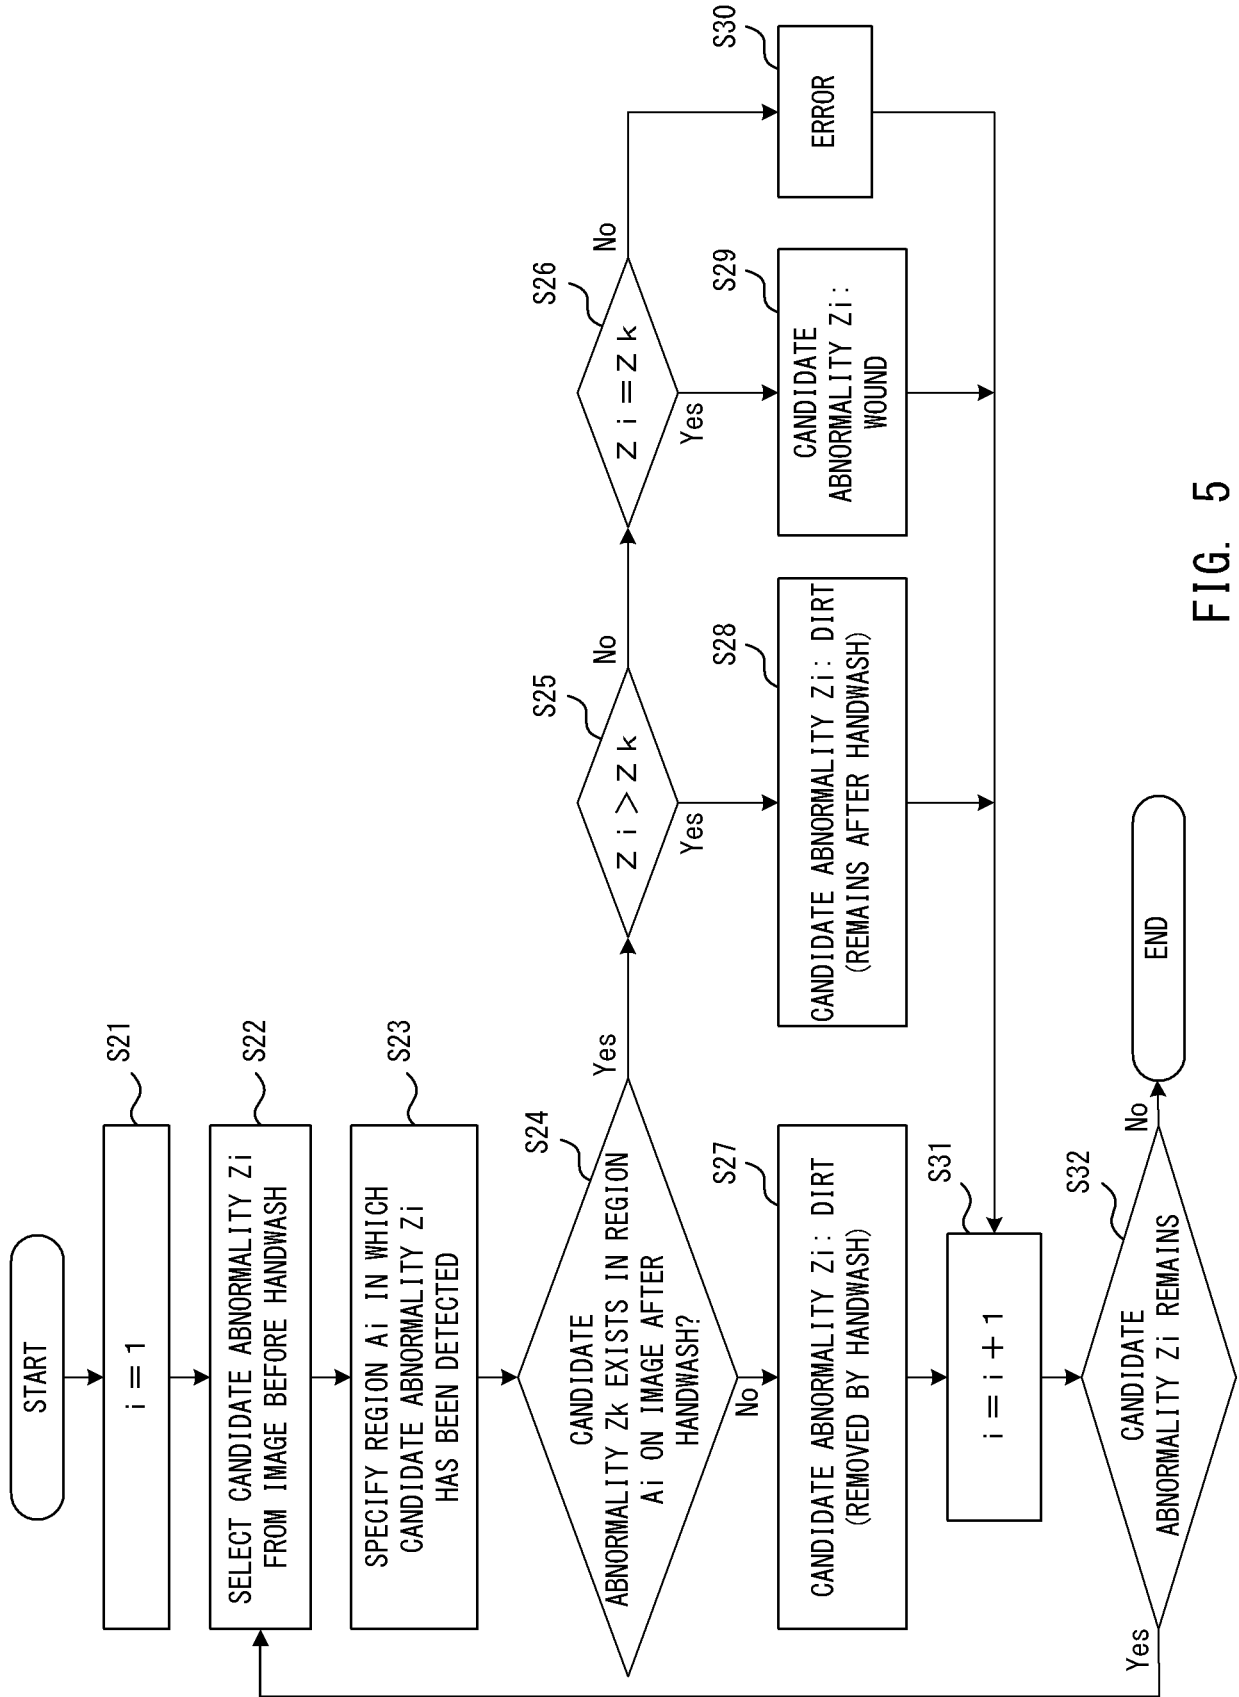 START
S21
i = 1
S22
SELECT CANDIDATE ABNORMALITY Zi
FROM IMAGE BEFORE HANDWASH
S23
SPECIFY REGION Ai IN WHICH
CANDIDATE ABNORMALITY Zi
HAS BEEN DETECTED
S24
CANDIDATE
ABNORMALITY Zk EXISTS IN REGION
Ai ON IMAGE AFTER
HANDWASH?
Yes
No
S25
Zi>Zk
No
Yes
S26
Zi=Zk
No
Yes
S27
CANDIDATE ABNORMALITY Zi: DIRT
(REMOVED BY HANDWASH)
S28
CANDIDATE ABNORMALITY Zi: DIRT
(REMAINS AFTER HANDWASH)
S29
CANDIDATE
ABNORMALITY Zi:
WOUND
S30
ERROR
S31
i = i + 1
S32
CANDIDATE
ABNORMALITY Zi REMAINS
Yes
No
END
FIG. 5